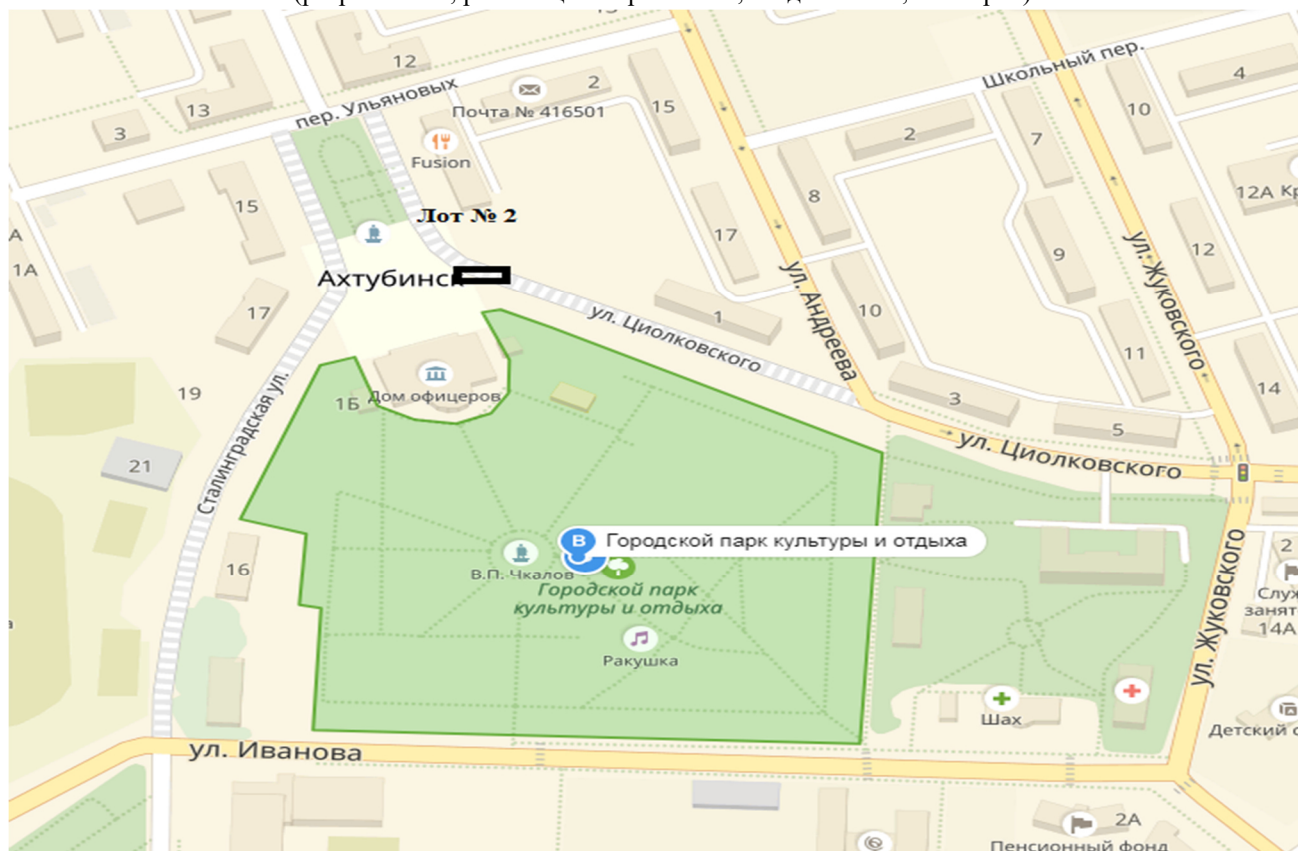 13
12
3
пер. Ульяновых
2
Почта № 416501
Fusion
15
Школьный пер.
4
10
2
7
8
12А
15
Лот № 2
17
А
1А
Ахтубинск
9
12
ул. Жуковского
ул. Андреева
17
1
ул. Циолковского
10
11
14
19
1Б
Дом офицеров
3
5
ул. Циолковского
Сталинградская ул.
21
16
В
Городской парк культуры и отдыха
В.П. Чкалов
Городской парк
культуры и отдыха
Ракушка
ул. Жуковского
2
14А
Шах
Детский
ул. Иванова
2А
Пенсионный фонд